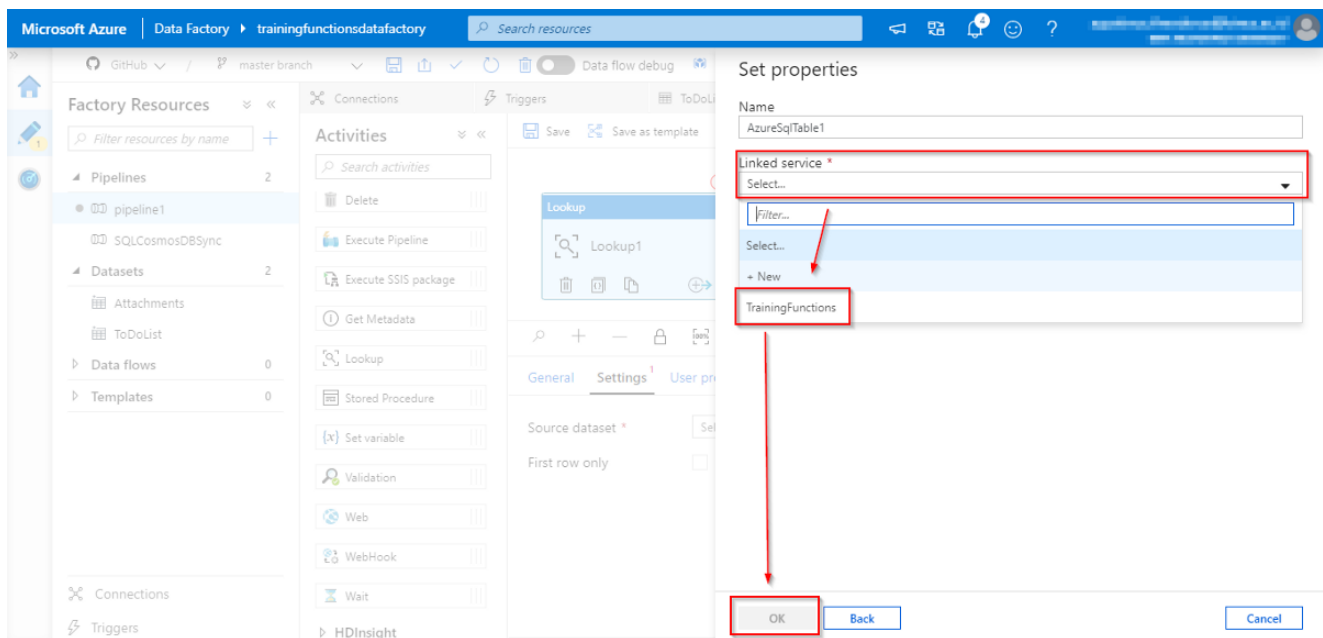 Microsoft Azure
Data Factory
trainingfunctionsdatafactory
Search resources
4
?
GitHub
/
master branch
Data flow debug
1
Factory Resources
Filter resources by name
Pipelines 2
pipeline1
SQLCosmosDBSync
Datasets 2
Attachments
ToDoList
Data flows 0
Templates 0
Connections
Triggers
Connections
Triggers
ToDoLi
Activities
Search activities
Delete
Execute Pipeline
Execute SSIS package
Get Metadata
Lookup
Stored Procedure
Set variable
Validation
Web
WebHook
Wait
HDInsight
Save
Save as template
Lookup
Lookup1
100%
General
Settings 1
User pr
Source dataset *
Sel
First row only
Set properties
Name
AzureSqlTable1
Linked service *
Select...
Filter...
Select...
+ New
TrainingFunctions
OK
Back
Cancel